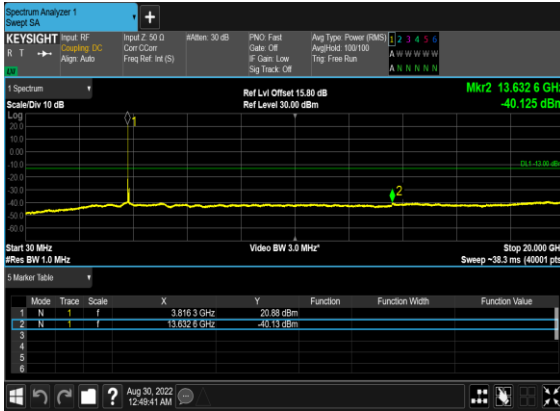 Spectrum Analyzer 1
Swept SA
+
KEYSIGHT Input: RF Input Z: 50 Ω #Atten: 30 dB PNO: Fast Avg Type: Power (RMS) 1 2 3 4 5 6
R T Coupling: DC Corr CCorr Gate: Off Avg|Hold: 100/100 A W W W W W
Align: Auto Freq Ref: Int (S) IF Gain: Low Trig: Free Run
Sig Track: Off A N N N N N
1 Spectrum
Ref Lvl Offset 15.80 dB Mkr2 13.632 6 GHz
Scale/Div 10 dB Ref Level 30.00 dBm -40.125 dBm
Log
20.0
10.0
0.00
-10.0 DL1 -13.00 dBm
-20.0
-30.0
-40.0
-50.0
-60.0
1
2
Start 30 MHz Video BW 3.0 MHz* Stop 20.000 GHz
#Res BW 1.0 MHz Sweep ~38.3 ms (40001 pts)
5 Marker Table
Mode Trace Scale X Y Function Function Width Function Value
1 N 1 f 3.816 3 GHz 20.88 dBm
2 N 1 f 13.632 6 GHz -40.13 dBm
3
4
5
6
? Aug 30, 2022
12:49:41 AM